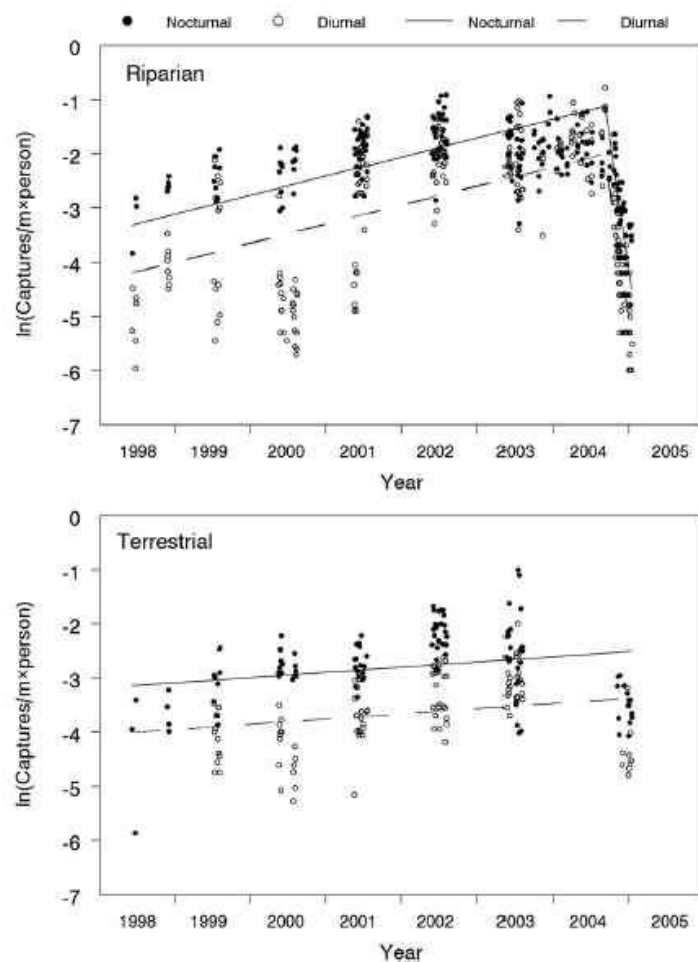 Nocturnal Diurnal Nocturnal Diurnal
Riparian
ln(Captures/m×person)
0
-1
-2
-3
-4
-5
-6
-7
1998 1999 2000 2001 2002 2003 2004 2005
Year
Terrestrial
ln(Captures/m×person)
0
-1
-2
-3
-4
-5
-6
-7
1998 1999 2000 2001 2002 2003 2004 2005
Year